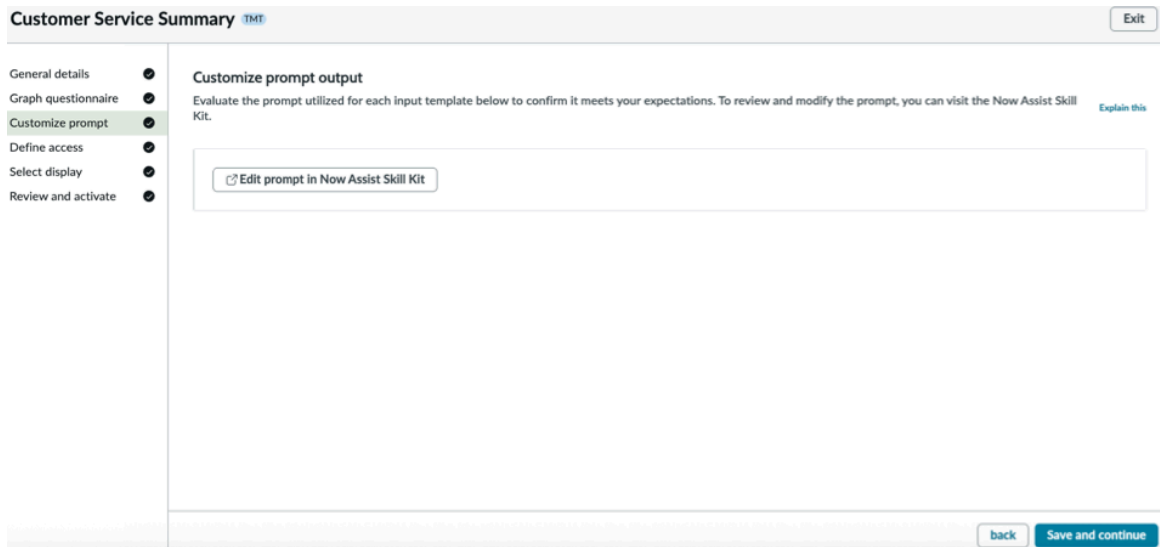 Customer Service Summary TMT
Exit
General details
Graph questionnaire
Customize prompt
Define access
Select display
Review and activate
Customize prompt output
Evaluate the prompt utilized for each input template below to confirm it meets your expectations. To review and modify the prompt, you can visit the Now Assist Skill
Kit.
Explain this
Edit prompt in Now Assist Skill Kit
back
Save and continue